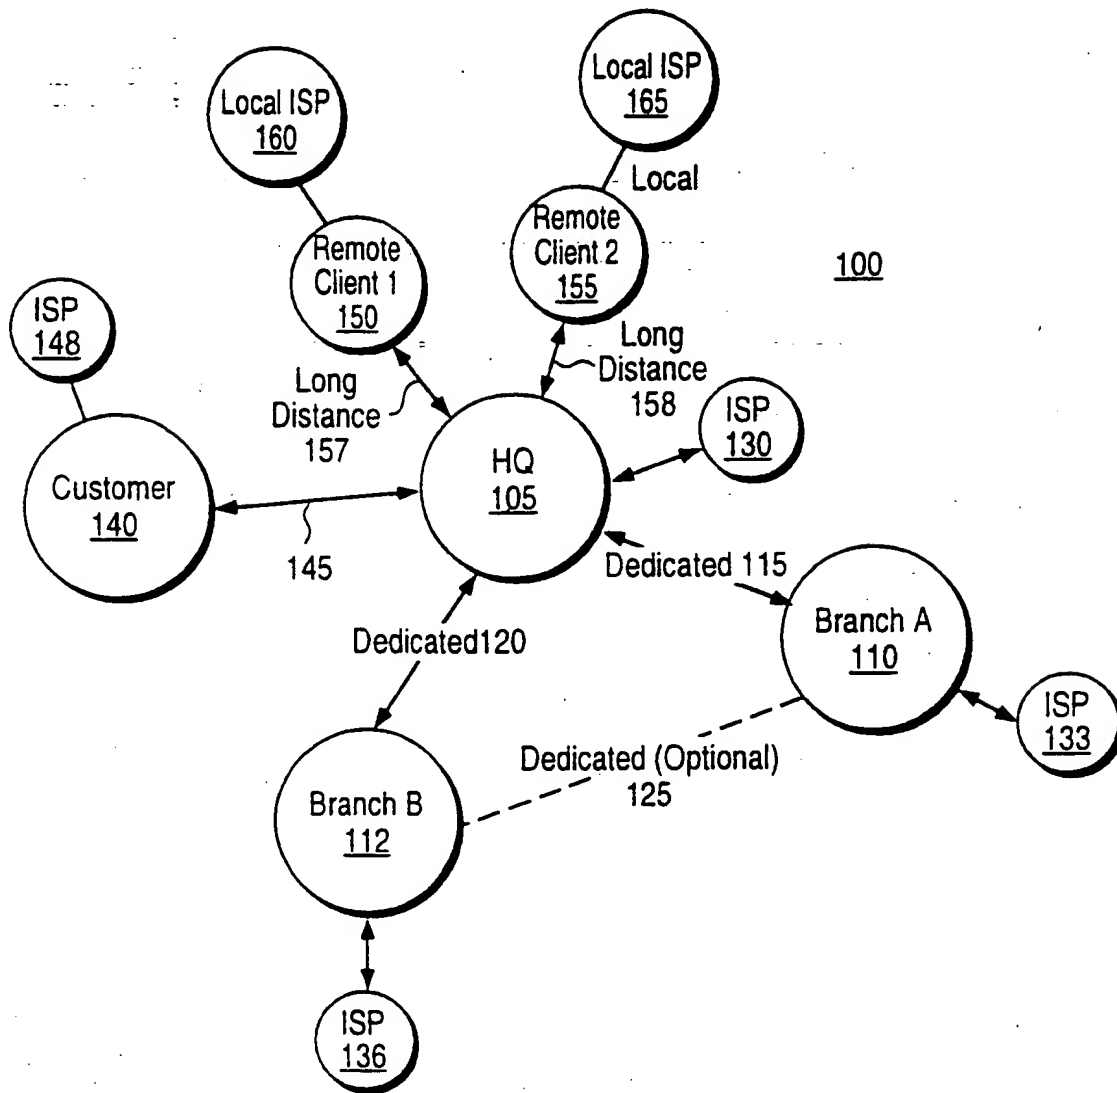 Local ISP
160
Local ISP
165
Local
Remote
Client 1
150
Remote
Client 2
155
100
ISP
148
Long
Distance
157
Long
Distance
158
ISP
130
HQ
105
Customer
140
145
Dedicated 115
Branch A
110
Dedicated120
ISP
133
Dedicated (Optional)
125
Branch B
112
ISP
136